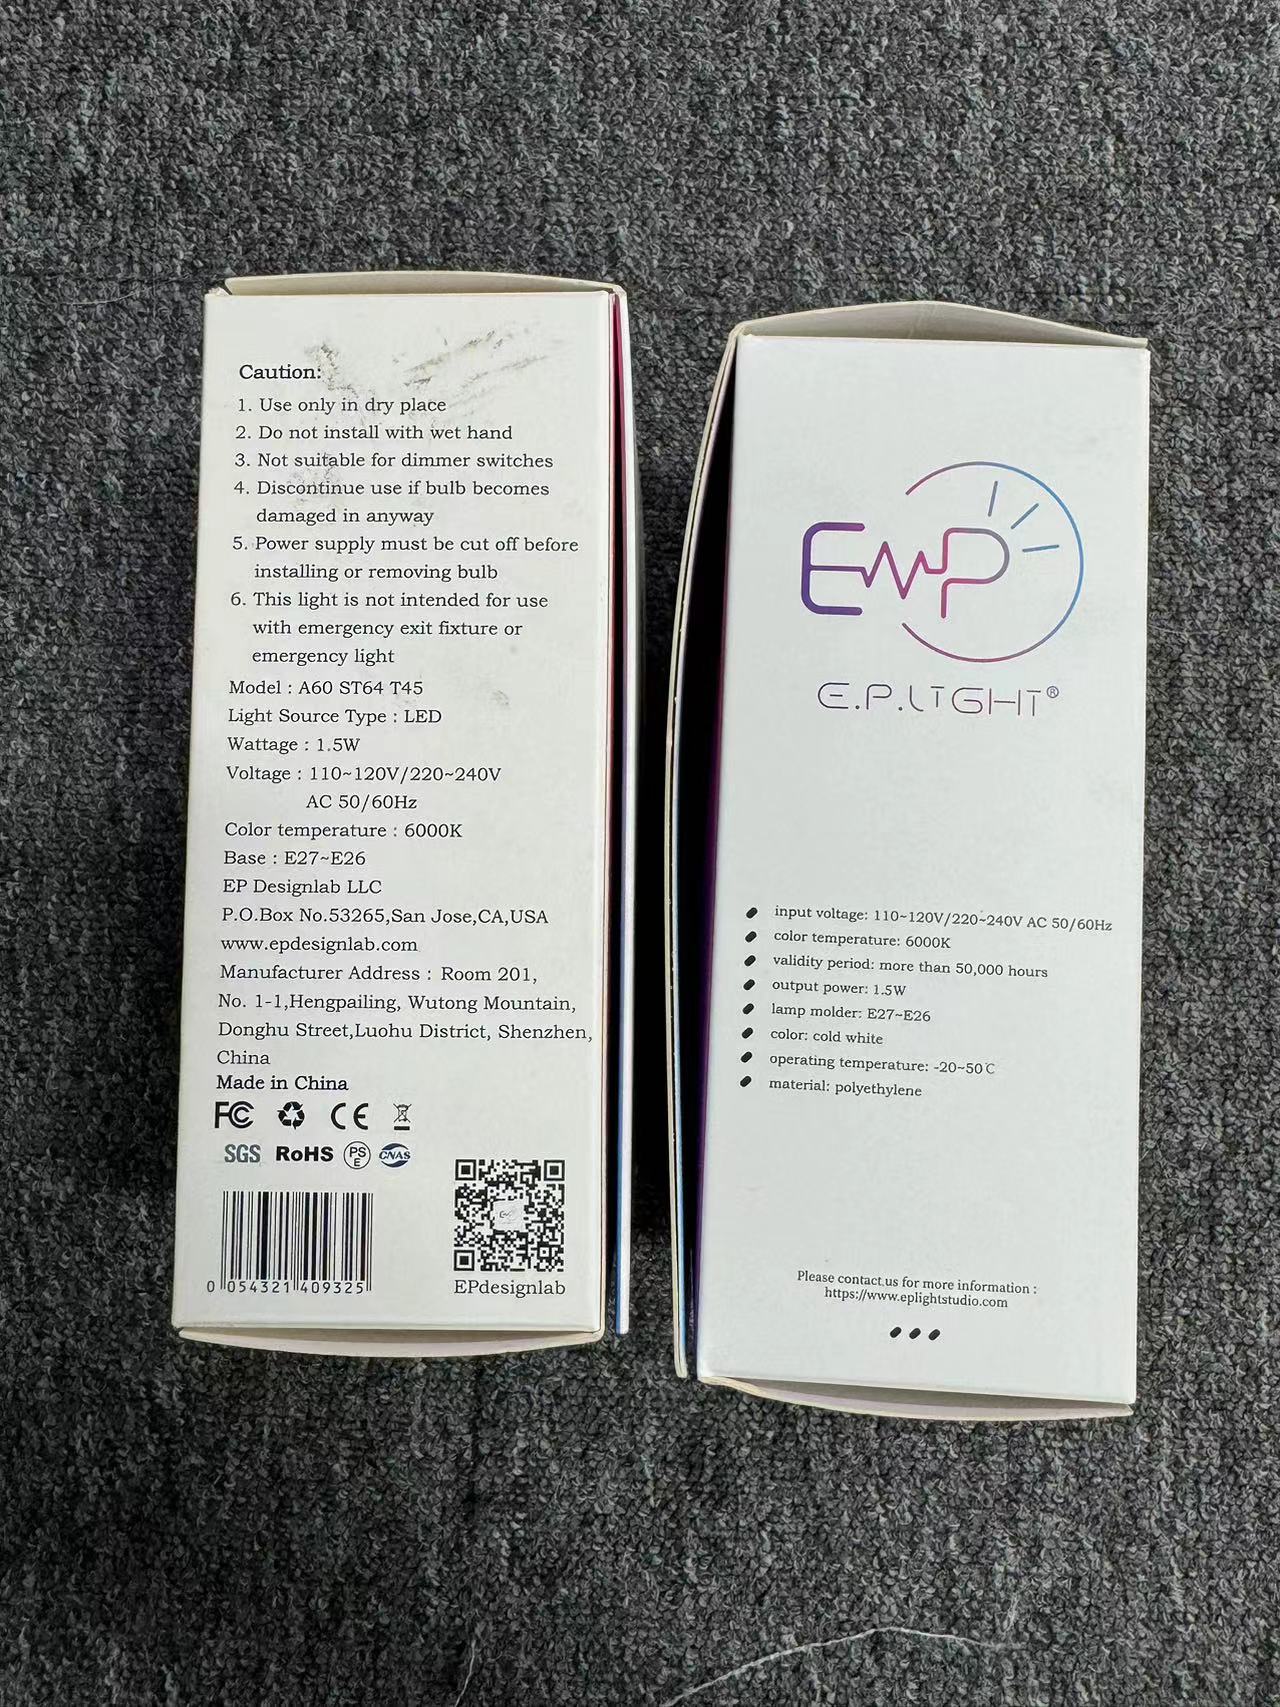 Caution:
1. Use only in dry place
2. Do not install with wet hand
3. Not suitable for dimmer switches
4. Discontinue use if bulb becomes
damaged in anyway
5. Power supply must be cut off before
installing or removing bulb
6. This light is not intended for use
with emergency exit fixture or
emergency light
Model : A60 ST64 T45
Light Source Type : LED
Wattage : 1.5W
Voltage : 110~120V/220~240V
AC 50/60Hz
Color temperature : 6000K
Base : E27~E26
EP Designlab LLC
P.O.Box No.53265,San Jose,CA,USA
www.epdesignlab.com
Manufacturer Address : Room 201,
No. 1-1,Hengpailing, Wutong Mountain,
Donghu Street,Luohu District, Shenzhen,
China
Made in China
FC CE
SGS RoHS PSE CNAS
0 054321 409325
EPdesignlab
EP
E.P.LIGHT®
input voltage: 110~120V/220~240V AC 50/60Hz
color temperature: 6000K
validity period: more than 50,000 hours
output power: 1.5W
lamp molder: E27~E26
color: cold white
operating temperature: -20~50℃
material: polyethylene
Please contact us for more information :
https://www.eplightstudio.com